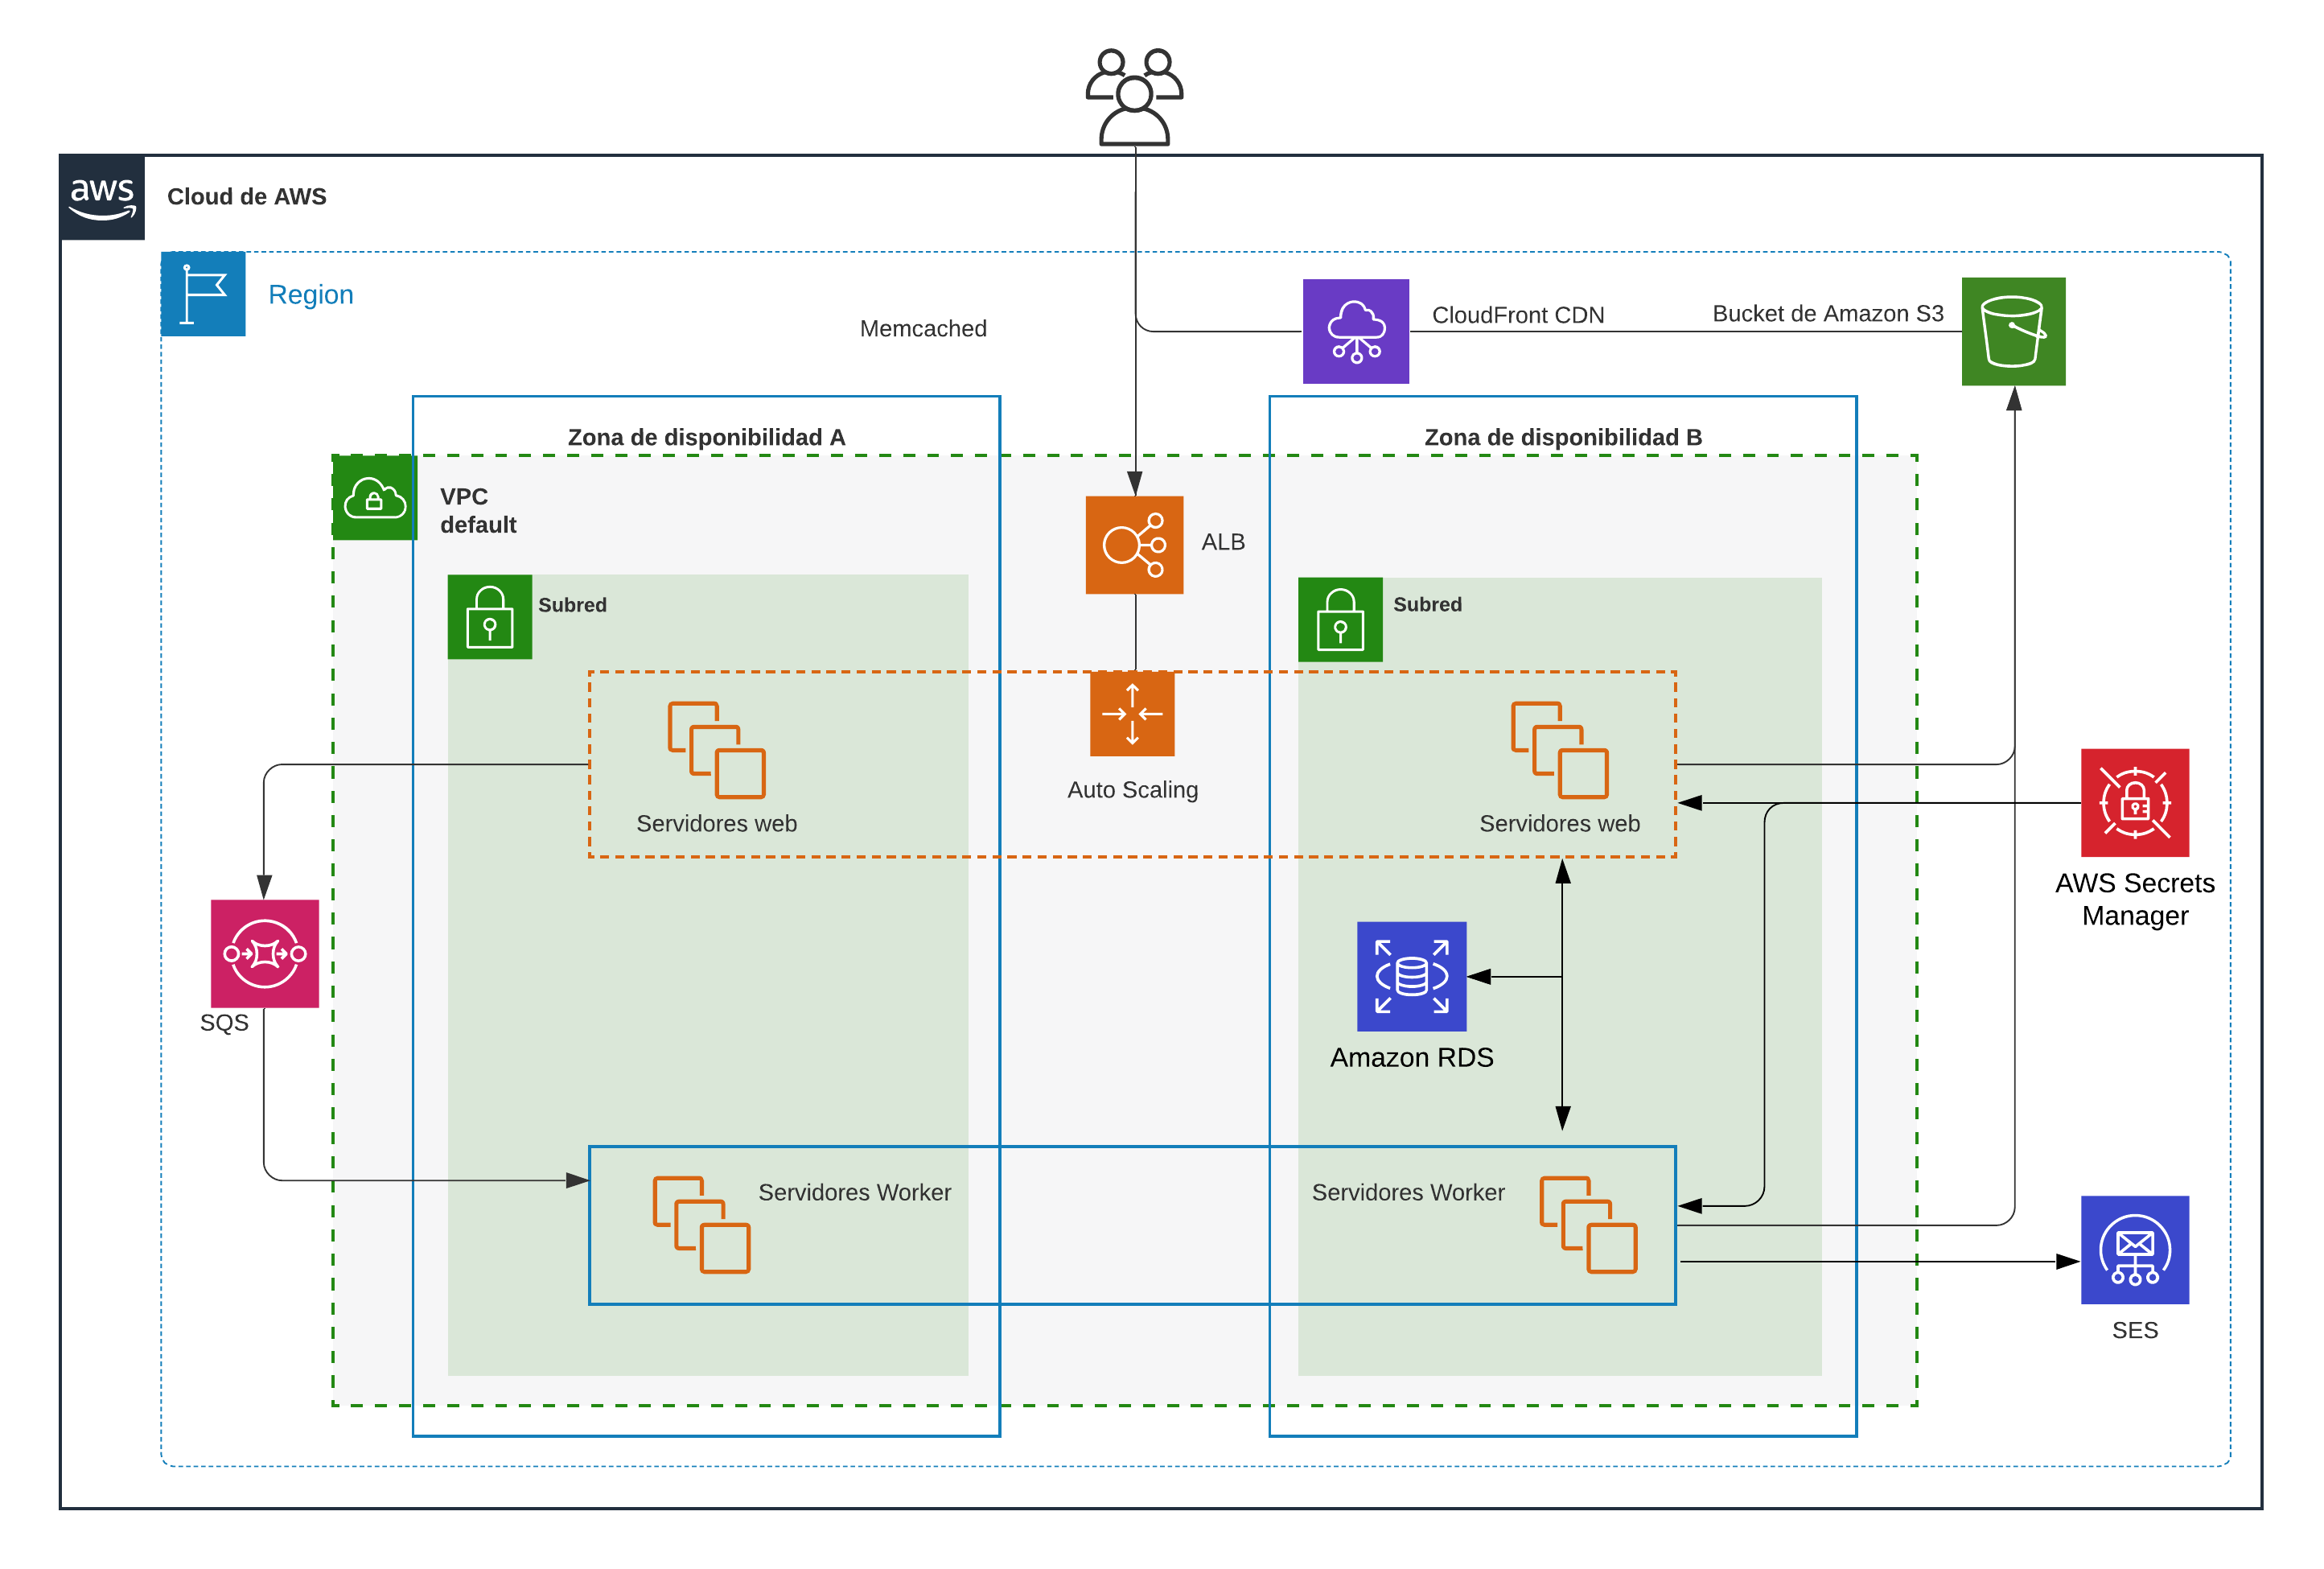 aws
Cloud de AWS
Region
Memcached
CloudFront CDN
Bucket de Amazon S3
Zona de disponibilidad A
Zona de disponibilidad B
VPC
default
ALB
Subred
Subred
Auto Scaling
Servidores web
Servidores web
AWS Secrets
Manager
SQS
Amazon RDS
Servidores Worker
Servidores Worker
SES